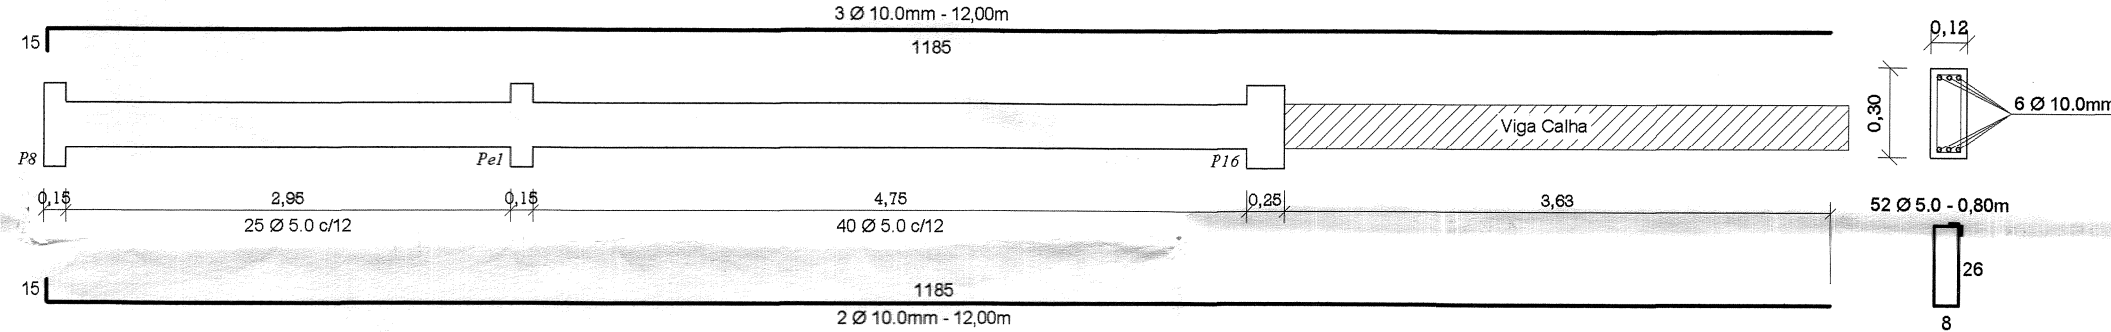 3 Ø 10.0mm - 12,00m
15
1185
0,12
0,30
6 Ø 10.0mm
Viga Calha
P8
Pe1
P16
0,15
2,95
0,15
4,75
0,25
3,63
25 Ø 5.0 c/12
40 Ø 5.0 c/12
52 Ø 5.0 - 0,80m
26
8
15
1185
2 Ø 10.0mm - 12,00m